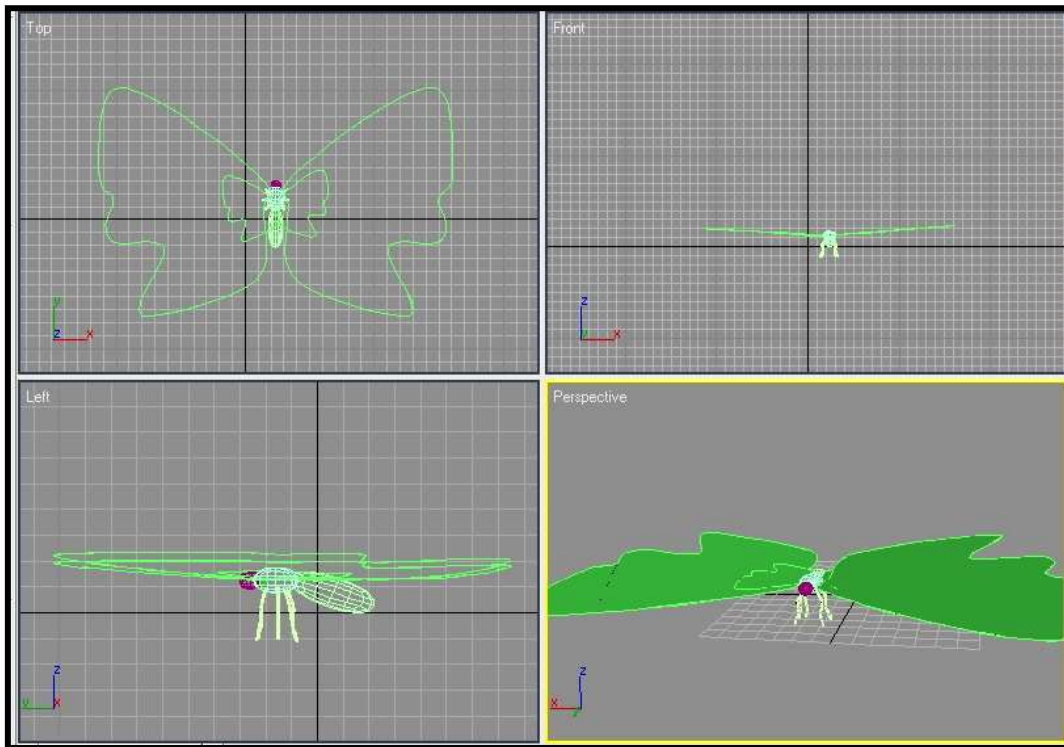 Top
Front
y
z x
z
y x
Left
Perspective
z
y x
z
x y